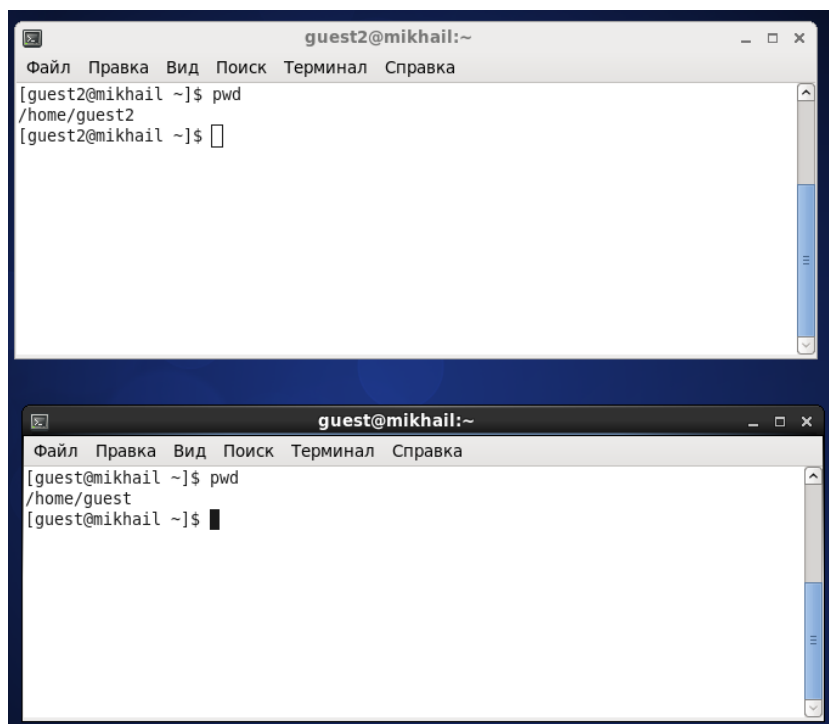 guest2@mikhail:~
Файл Правка Вид Поиск Терминал Справка
[guest2@mikhail ~]$ pwd
/home/guest2
[guest2@mikhail ~]$
guest@mikhail:~
Файл Правка Вид Поиск Терминал Справка
[guest@mikhail ~]$ pwd
/home/guest
[guest@mikhail ~]$